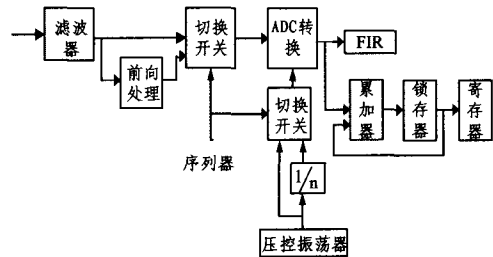 滤波器
前向处理
切换开关
ADC转换
FIR
切换开关
序列器
1/n
压控振荡器
累加器
锁存器
寄存器